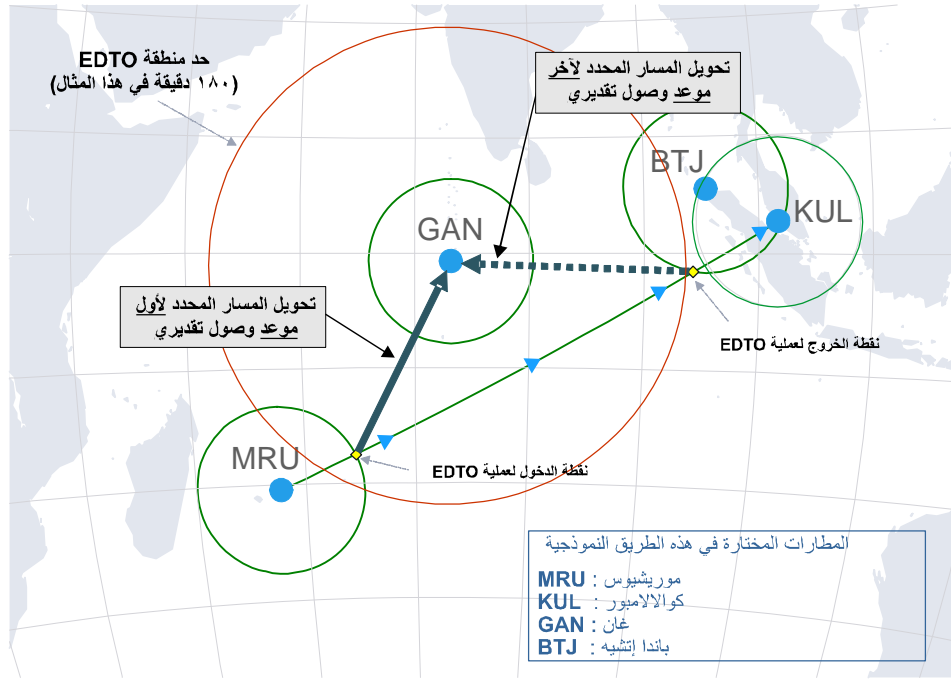 حد منطقة EDTO
(١٨٠ دقيقة في هذا المثال)
تحويل المسار المحدد لآخر
موعد وصول تقديري
BTJ
KUL
GAN
تحويل المسار المحدد لأول
موعد وصول تقديري
نقطة الخروج لعملية EDTO
MRU
نقطة الدخول لعملية EDTO
المطارات المختارة في هذه الطريق النموذجية
MRU : موريشيوس
KUL : كوالالامبور
GAN : غان
BTJ : باندا إتشيه